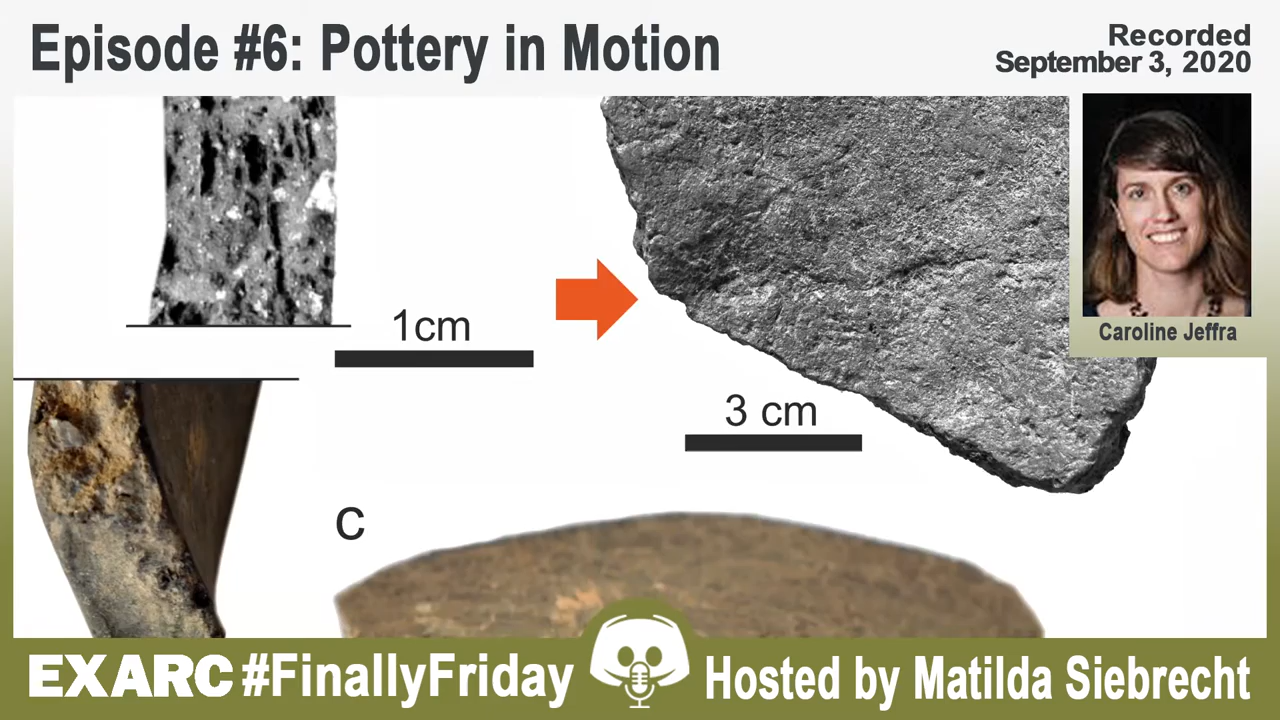 Episode #6: Pottery in Motion
Recorded
September 3, 2020
Caroline Jeffra
1cm
3 cm
C
EXARC #FinallyFriday
Hosted by Matilda Siebrecht